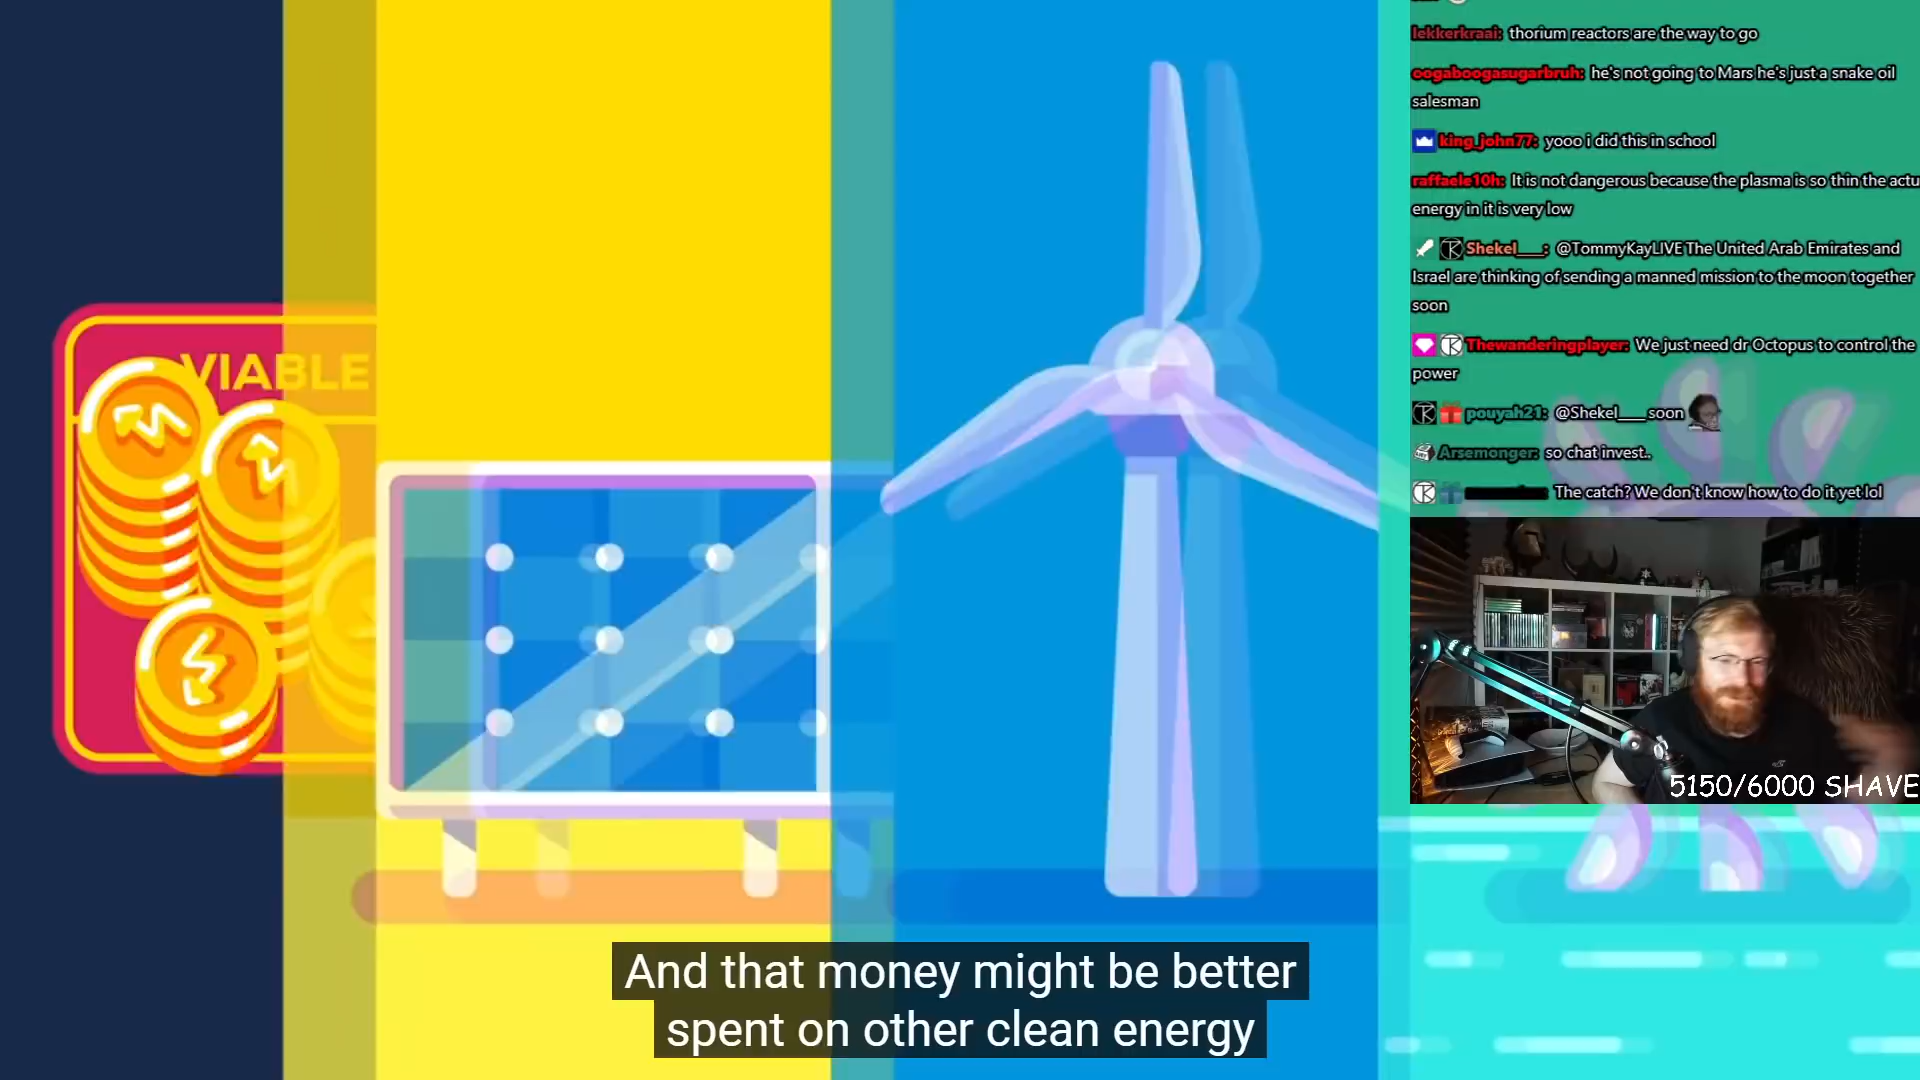 lekkerkraai: thorium reactors are the way to go
oogaboogasugarbruh: he's not going to Mars he's just a snake oil
salesman
king_john77: yooo i did this in school
raffaele10h: It is not dangerous because the plasma is so thin the actu
energy in it is very low
Shekel___: @TommyKayLIVE The United Arab Emirates and
Israel are thinking of sending a manned mission to the moon together
soon
Thewanderingplayer: We just need dr Octopus to control the
power
pouyah21: @Shekel___ soon
Arsemonger: so chat invest..
The catch? We don't know how to do it yet lol
VIABLE
5150/6000 SHAVE
And that money might be better
spent on other clean energy